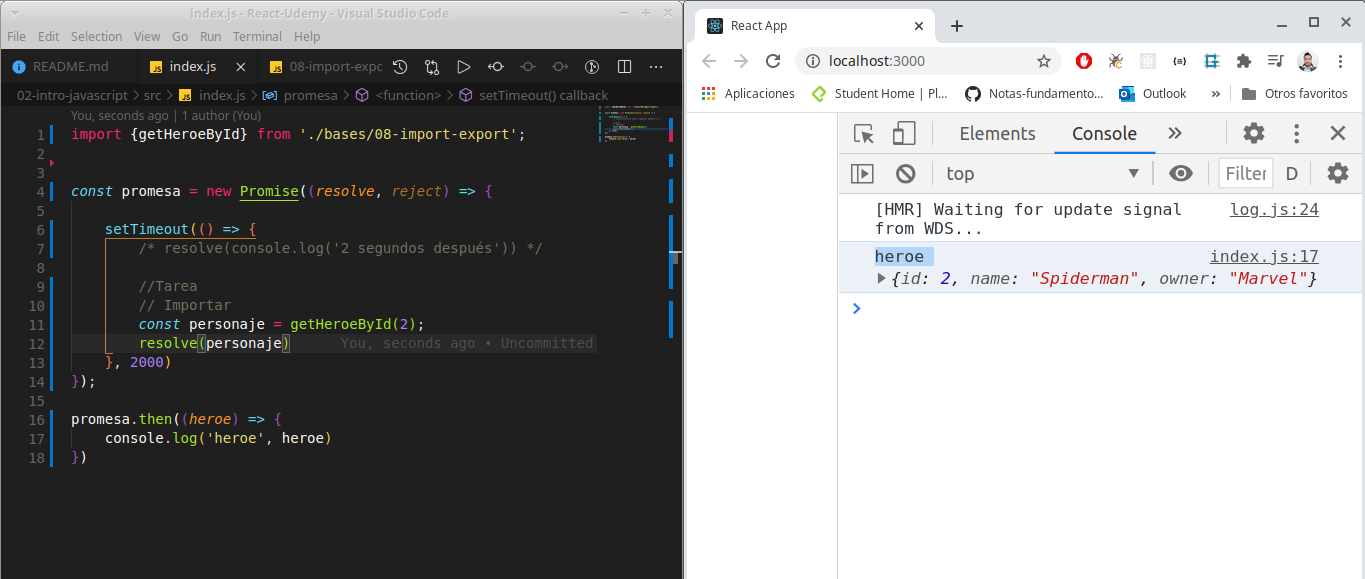 index.js - React-Udemy - Visual Studio Code
File Edit Selection View Go Run Terminal Help
README.md index.js 08-import-expc
02-intro-javascript > src > index.js > promesa > <function> > setTimeout() callback
You, seconds ago | 1 author (You)
1 import {getHeroeById} from './bases/08-import-export';
2
3
4 const promesa = new Promise((resolve, reject) => {
5
6 setTimeout(() => {
7 /* resolve(console.log('2 segundos después')) */
8
9 //Tarea
10 // Importar
11 const personaje = getHeroeById(2);
12 resolve(personaje) You, seconds ago • Uncommitted
13 }, 2000)
14 });
15
16 promesa.then((heroe) => {
17 console.log('heroe', heroe)
18 })
React App
localhost:3000
Aplicaciones Student Home | Pl... Notas-fundamento... Outlook » Otros favoritos
Elements Console »
top Filter D
[HMR] Waiting for update signal log.js:24
from WDS...
heroe index.js:17
{id: 2, name: "Spiderman", owner: "Marvel"}